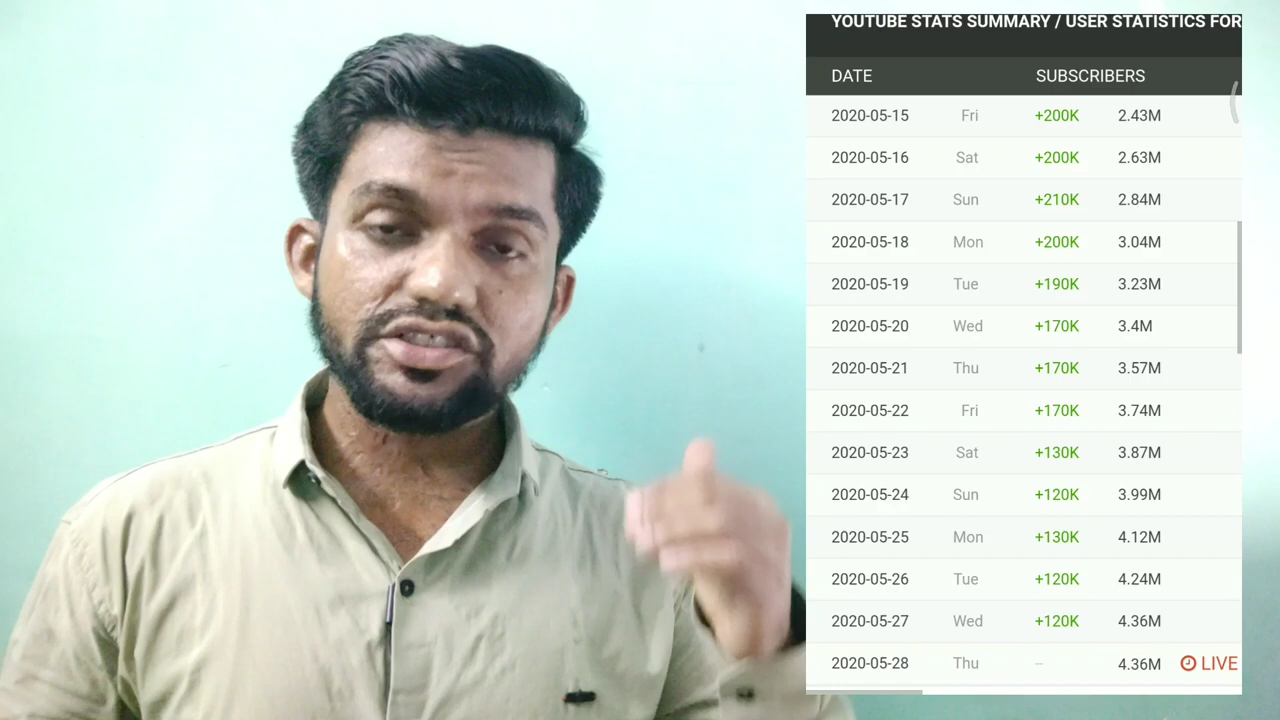 YOUTUBE STATS SUMMARY / USER STATISTICS FOR
DATE SUBSCRIBERS
2020-05-15 Fri +200K 2.43M
2020-05-16 Sat +200K 2.63M
2020-05-17 Sun +210K 2.84M
2020-05-18 Mon +200K 3.04M
2020-05-19 Tue +190K 3.23M
2020-05-20 Wed +170K 3.4M
2020-05-21 Thu +170K 3.57M
2020-05-22 Fri +170K 3.74M
2020-05-23 Sat +130K 3.87M
2020-05-24 Sun +120K 3.99M
2020-05-25 Mon +130K 4.12M
2020-05-26 Tue +120K 4.24M
2020-05-27 Wed +120K 4.36M
2020-05-28 Thu -- 4.36M LIVE